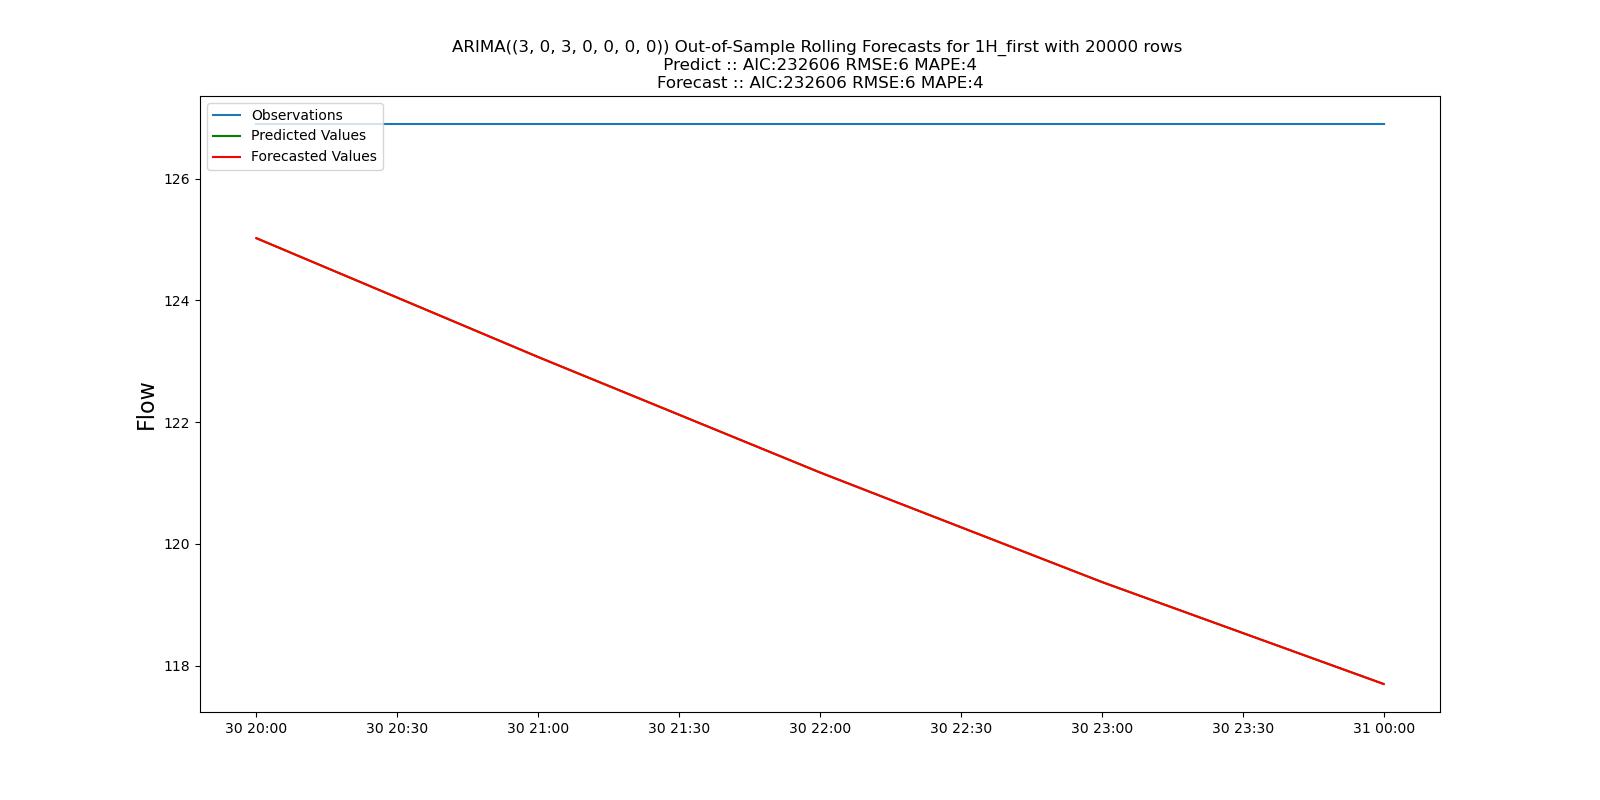 ARIMA((3, 0, 3, 0, 0, 0, 0)) Out-of-Sample Rolling Forecasts for 1H_first with 20000 rows
Predict :: AIC:232606 RMSE:6 MAPE:4
Forecast :: AIC:232606 RMSE:6 MAPE:4
Observations
Predicted Values
Forecasted Values
126
124
122
120
118
Flow
30 20:00 30 20:30 30 21:00 30 21:30 30 22:00 30 22:30 30 23:00 30 23:30 31 00:00